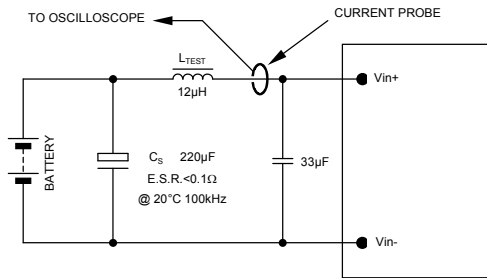 TO OSCILLOSCOPE
CURRENT PROBE
LTEST
12µH
Vin+
BATTERY
CS 220µF
E.S.R.<0.1Ω
@ 20°C 100kHz
33µF
Vin-